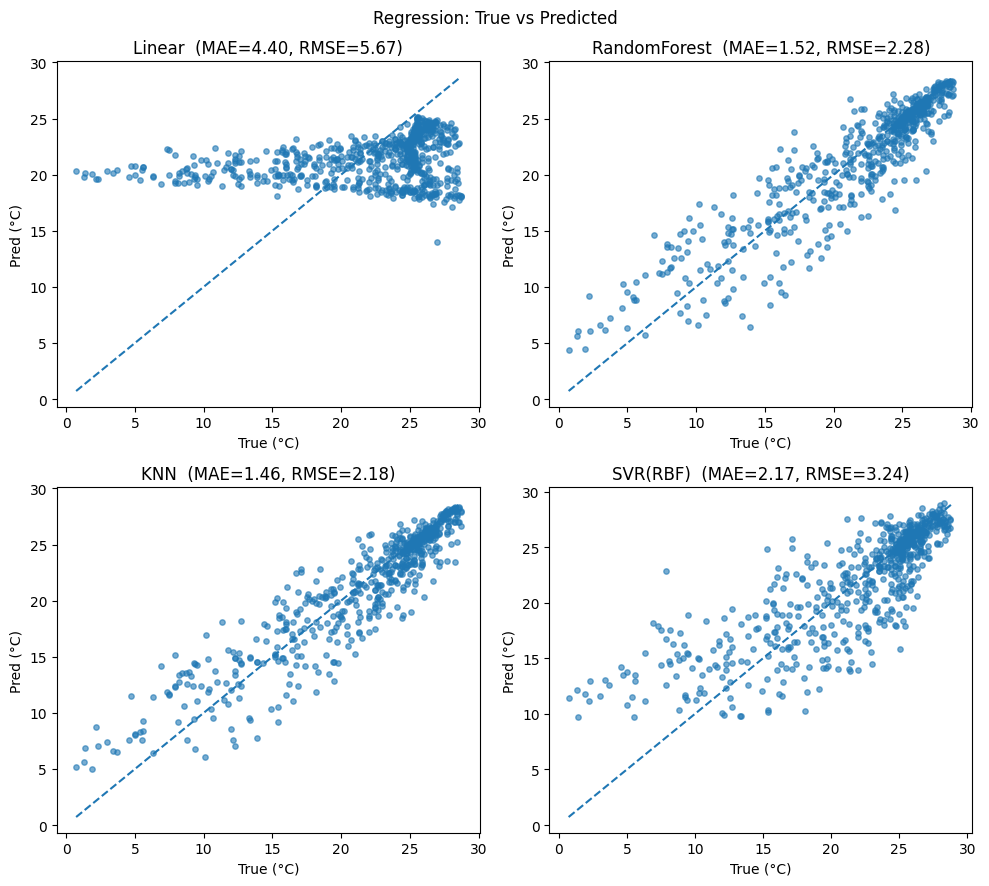 Regression: True vs Predicted
Linear  (MAE=4.40, RMSE=5.67)
30
25
20
15
10
5
0
Pred (°C)
0 5 10 15 20 25 30
True (°C)
RandomForest  (MAE=1.52, RMSE=2.28)
30
25
20
15
10
5
0
Pred (°C)
0 5 10 15 20 25 30
True (°C)
KNN  (MAE=1.46, RMSE=2.18)
30
25
20
15
10
5
0
Pred (°C)
0 5 10 15 20 25 30
True (°C)
SVR(RBF)  (MAE=2.17, RMSE=3.24)
30
25
20
15
10
5
0
Pred (°C)
0 5 10 15 20 25 30
True (°C)